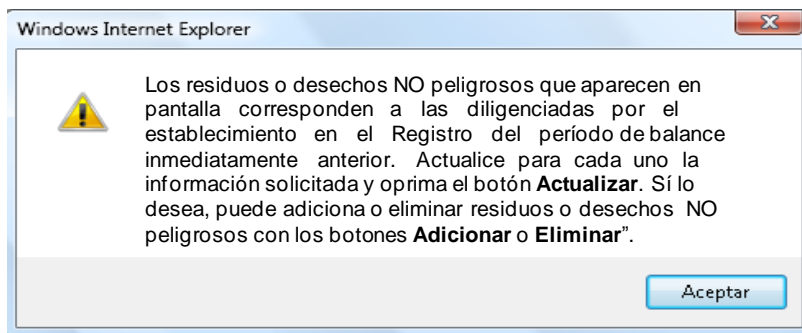 Windows Internet Explorer
Los residuos o desechos NO peligrosos que aparecen en
pantalla corresponden a las diligenciadas por el
establecimiento en el Registro del período de balance
inmediatamente anterior. Actualice para cada uno la
información solicitada y oprima el botón Actualizar. Sí lo
desea, puede adiciona o eliminar residuos o desechos NO
peligrosos con los botones Adicionar o Eliminar”.
Aceptar